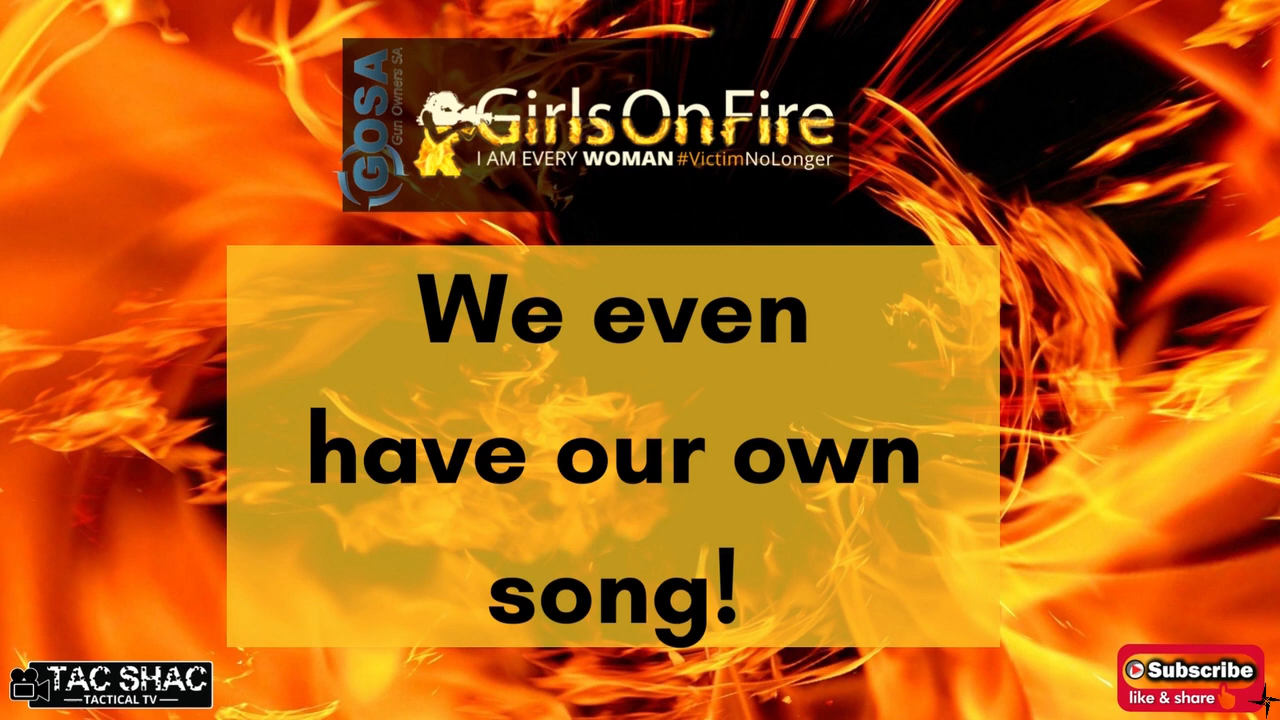 GOSA
Gun Owners SA
GirlsOnFire
I AM EVERY WOMAN #VictimNoLonger
We even
have our own
song!
TAC SHAC
TACTICAL TV
Subscribe
like & share